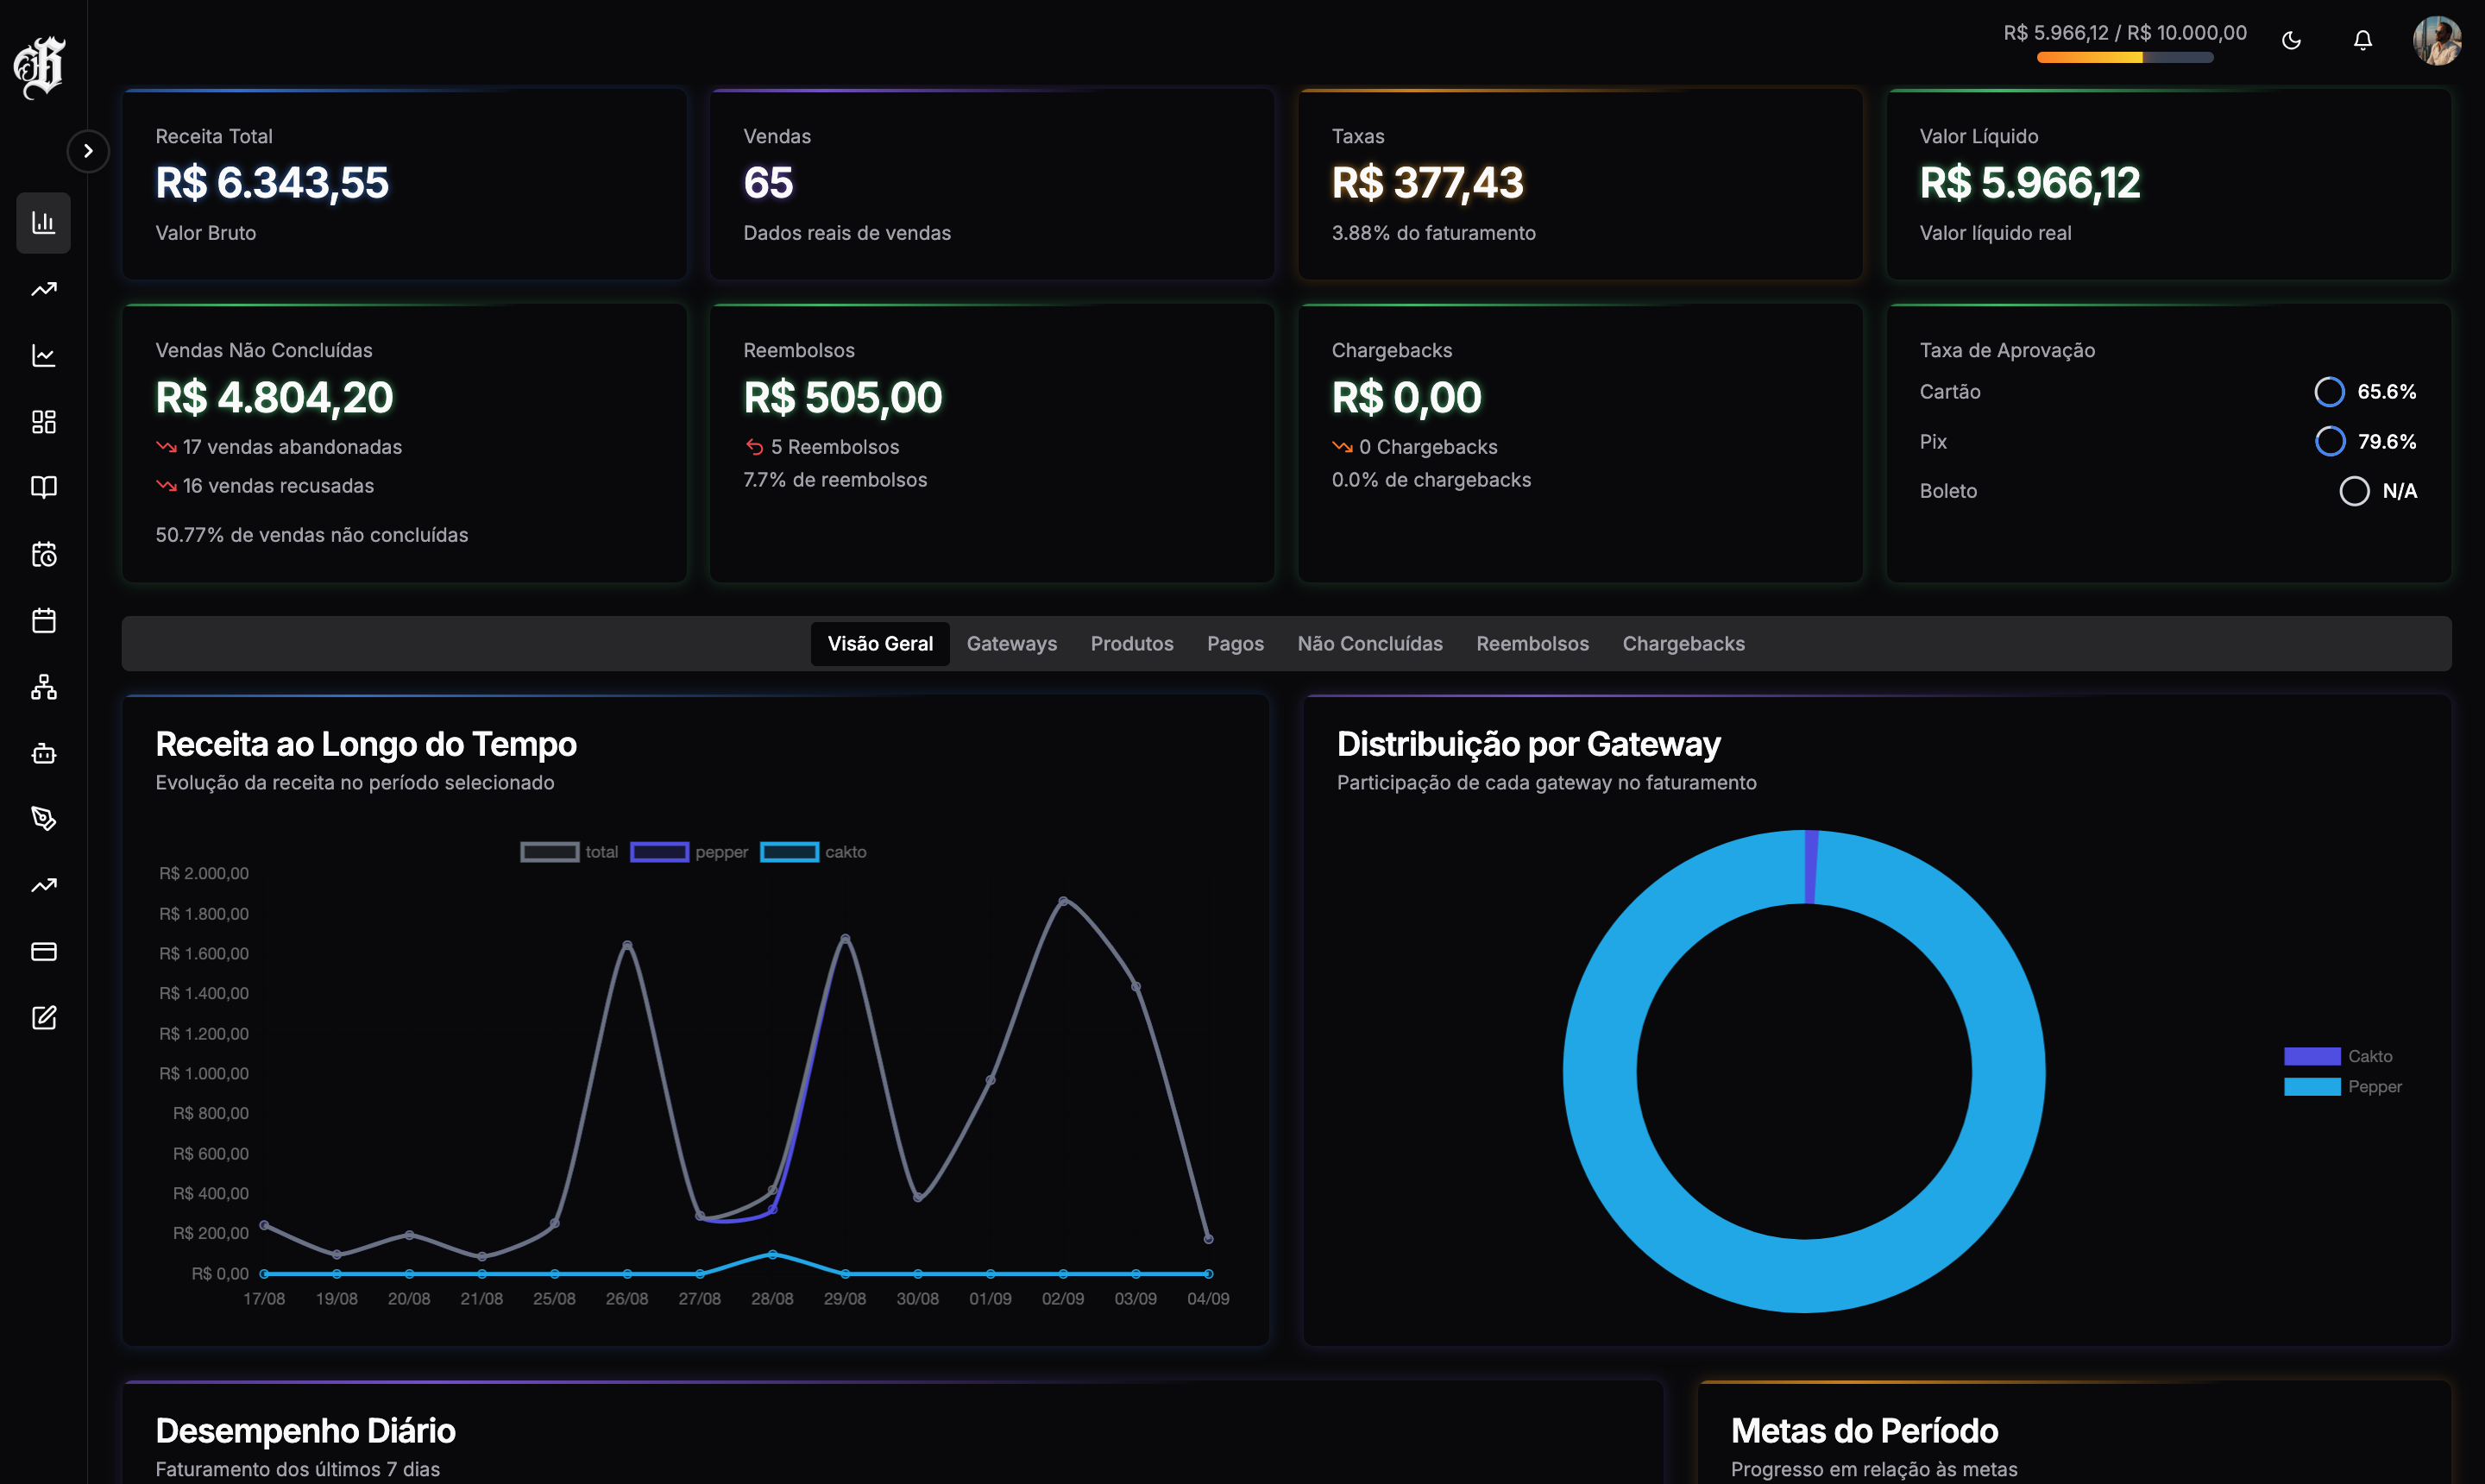 R$ 5.966,12 / R$ 10.000,00
Receita Total
R$ 6.343,55
Valor Bruto
Vendas
65
Dados reais de vendas
Taxas
R$ 377,43
3.88% do faturamento
Valor Líquido
R$ 5.966,12
Valor líquido real
Vendas Não Concluídas
R$ 4.804,20
17 vendas abandonadas
16 vendas recusadas
50.77% de vendas não concluídas
Reembolsos
R$ 505,00
5 Reembolsos
7.7% de reembolsos
Chargebacks
R$ 0,00
0 Chargebacks
0.0% de chargebacks
Taxa de Aprovação
Cartão 65.6%
Pix 79.6%
Boleto N/A
Visão Geral Gateways Produtos Pagos Não Concluídas Reembolsos Chargebacks
Receita ao Longo do Tempo
Evolução da receita no período selecionado
total pepper cakto
R$ 2.000,00
R$ 1.800,00
R$ 1.600,00
R$ 1.400,00
R$ 1.200,00
R$ 1.000,00
R$ 800,00
R$ 600,00
R$ 400,00
R$ 200,00
R$ 0,00
17/08 19/08 20/08 21/08 25/08 26/08 27/08 28/08 29/08 30/08 01/09 02/09 03/09 04/09
Distribuição por Gateway
Participação de cada gateway no faturamento
Cakto
Pepper
Desempenho Diário
Faturamento dos últimos 7 dias
Metas do Período
Progresso em relação às metas